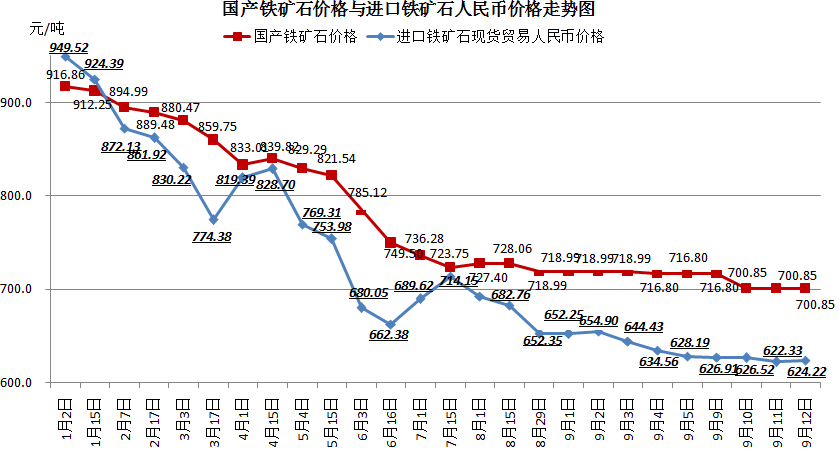 国产铁矿石价格与进口铁矿石人民币价格走势图
元/吨
国产铁矿石价格
进口铁矿石现货贸易人民币价格
949.52
924.39
916.86
912.25
894.99
889.48
880.47
859.75
833.01
839.82
829.29
821.54
785.12
749.50
736.28
723.75
727.40
728.06
718.99
718.99
718.99
718.99
716.80
716.80
716.80
700.85
700.85
700.85
872.13
861.92
830.22
774.38
819.39
828.70
769.31
753.98
680.05
662.38
689.62
714.15
682.76
652.35
652.25
654.90
644.43
634.56
628.19
626.91
626.52
622.33
624.22
900.0
800.0
700.0
600.0
1月2日
1月15日
2月7日
2月17日
3月3日
3月17日
4月1日
4月15日
5月4日
5月15日
6月3日
6月16日
7月1日
7月15日
8月1日
8月15日
8月29日
9月1日
9月2日
9月3日
9月4日
9月5日
9月9日
9月10日
9月11日
9月12日